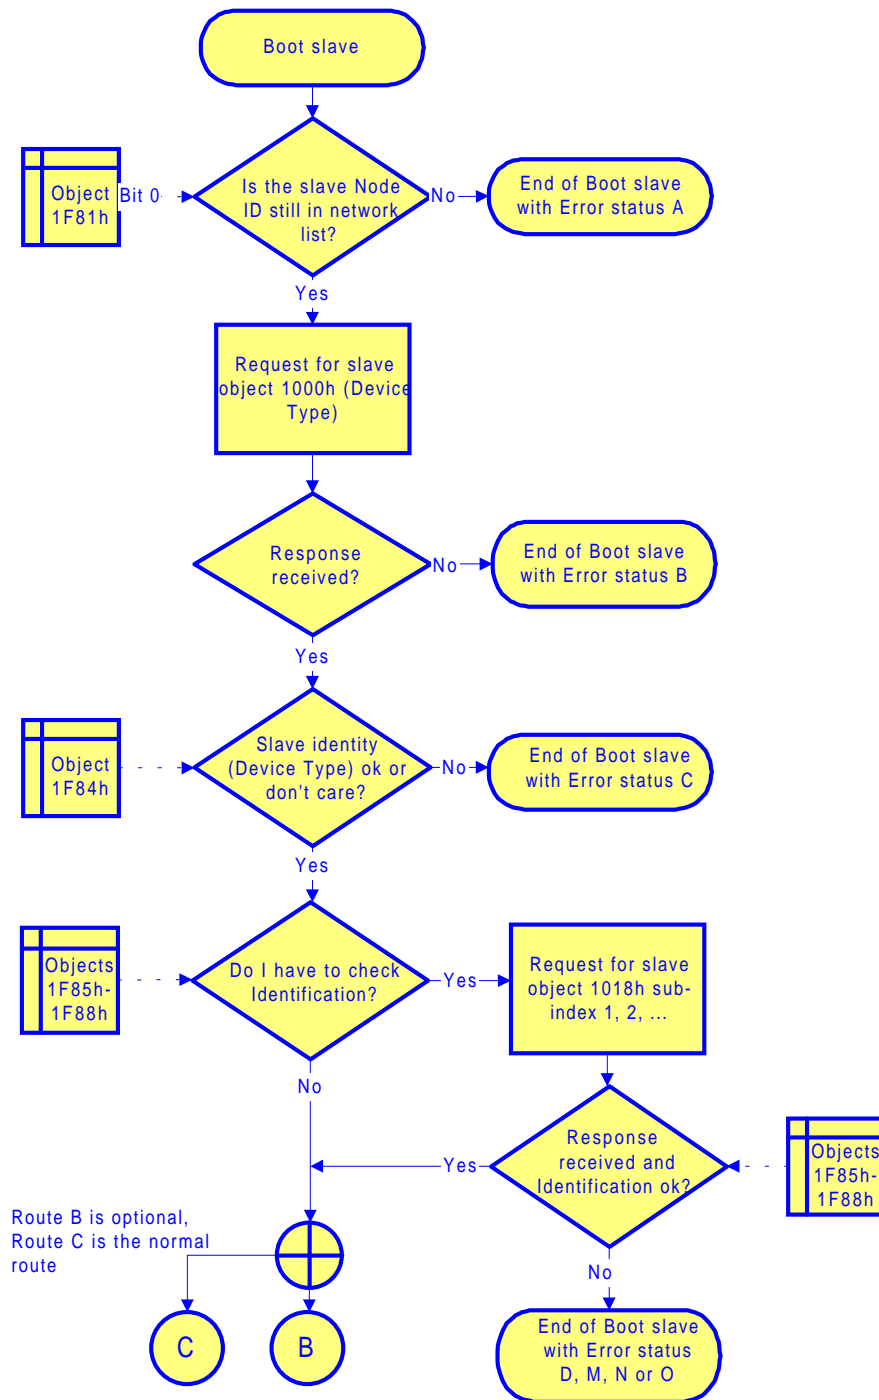 Boot slave
Object
1F81h
Bit 0
Is the slave Node
ID still in network
list?
No
End of Boot slave
with Error status A
Yes
Request for slave
object 1000h (Device
Type)
Response
received?
No
End of Boot slave
with Error status B
Yes
Object
1F84h
Slave identity
(Device Type) ok or
don't care?
No
End of Boot slave
with Error status C
Yes
Objects
1F85h-
1F88h
Do I have to check
Identification?
Yes
Request for slave
object 1018h sub-
index 1, 2, ...
No
Response
received and
Identification ok?
Yes
Objects
1F85h-
1F88h
Route B is optional,
Route C is the normal
route
No
C
B
End of Boot slave
with Error status
D, M, N or O